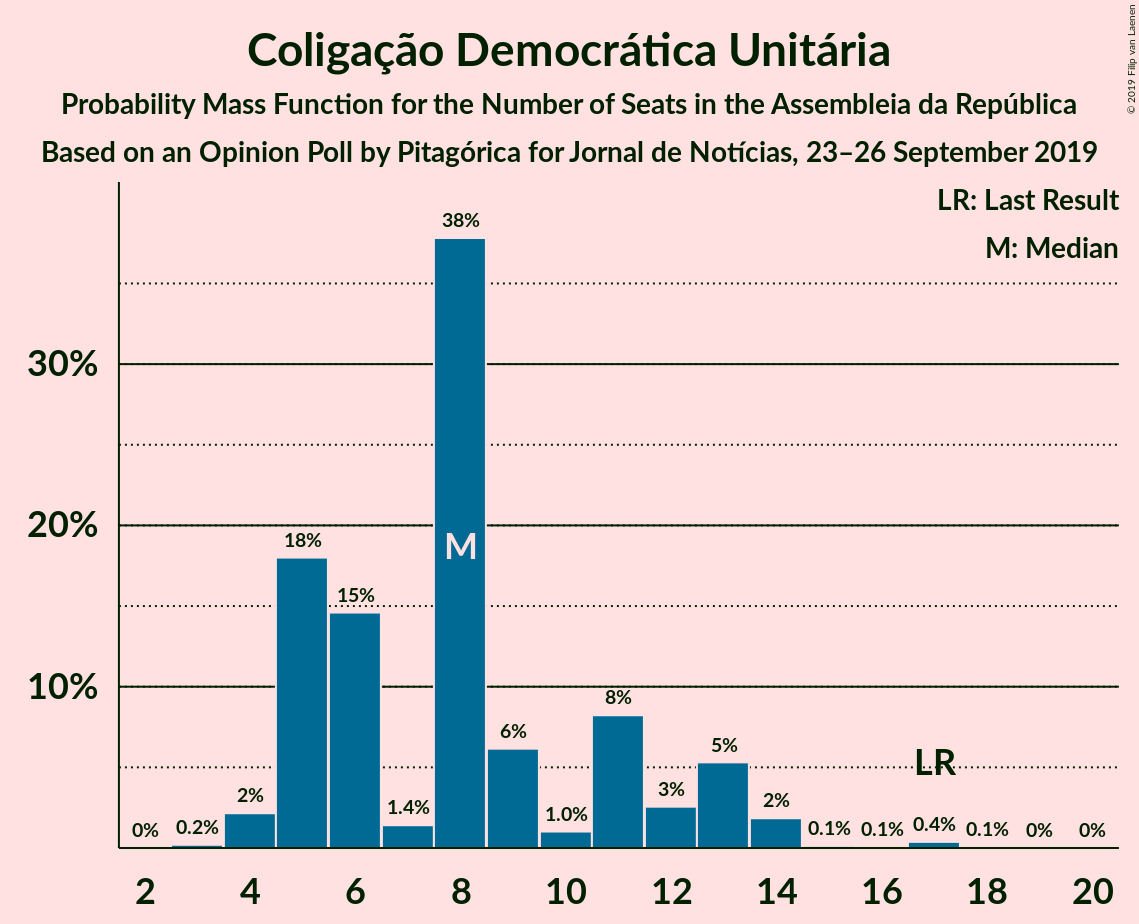 Coligação Democrática Unitária
Probability Mass Function for the Number of Seats in the Assembleia da República
Based on an Opinion Poll by Pitagórica for Jornal de Notícias, 23–26 September 2019
© 2019 Filip van Laenen
LR: Last Result
M: Median
30%
20%
10%
0%
0.2%
2%
18%
15%
1.4%
38%
M
6%
1.0%
8%
3%
5%
2%
0.1%
0.1%
0.4%
LR
0.1%
0%
0%
2 4 6 8 10 12 14 16 18 20